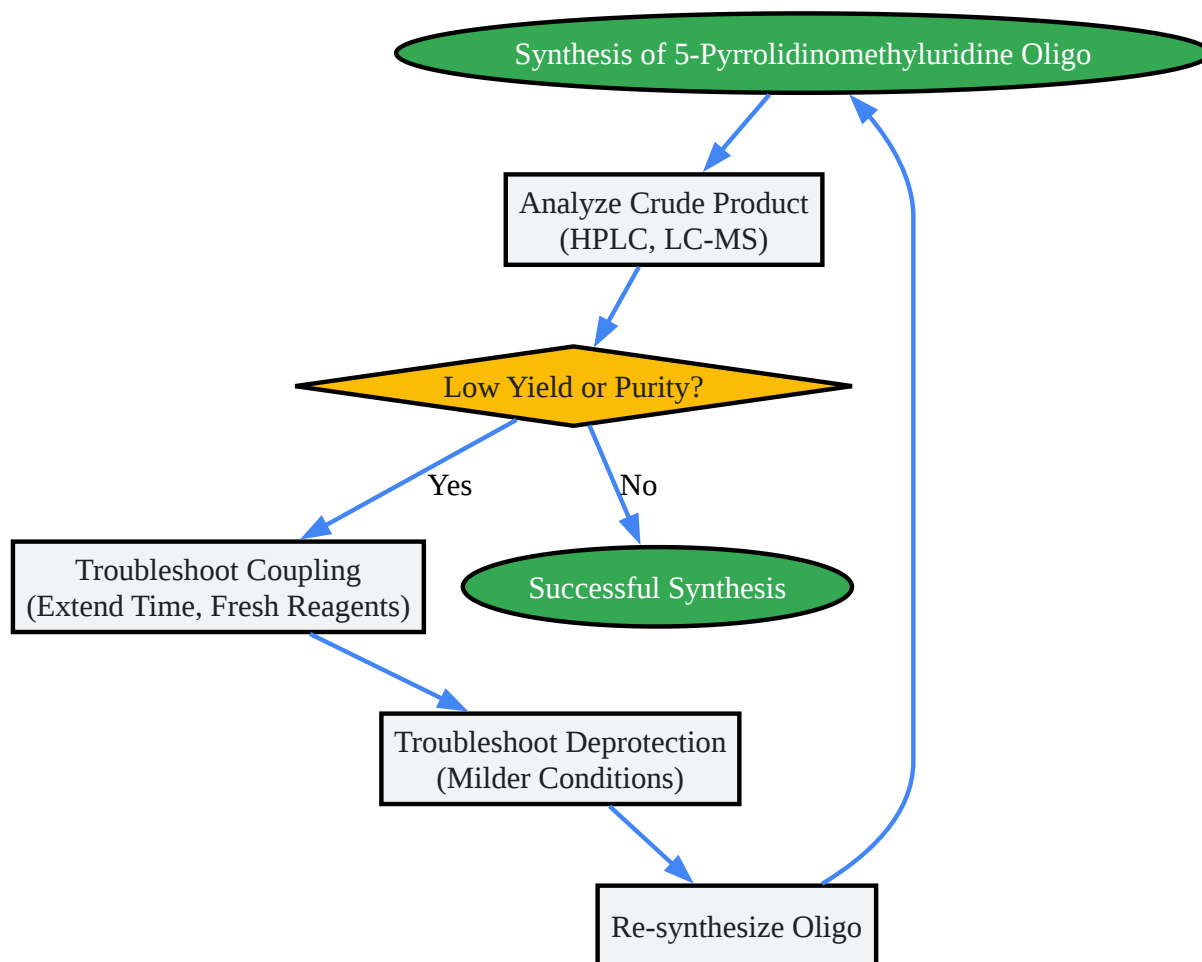 Synthesis of 5-Pyrrolidinomethyluridine Oligo
Analyze Crude Product
(HPLC, LC-MS)
Low Yield or Purity?
Yes
No
Troubleshoot Coupling
(Extend Time, Fresh Reagents)
Successful Synthesis
Troubleshoot Deprotection
(Milder Conditions)
Re-synthesize Oligo